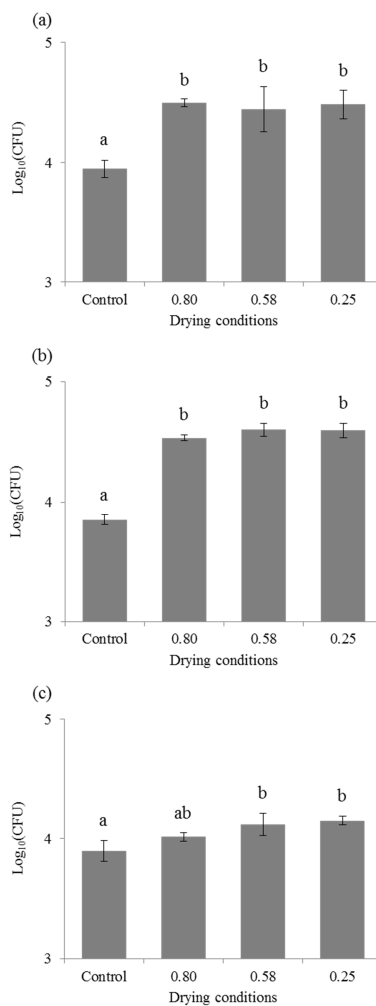 (a)
5
b
b
b
a
4
3
Log10(CFU)
Control 0.80 0.58 0.25
Drying conditions
(b)
5
b
b
b
a
4
3
Log10(CFU)
Control 0.80 0.58 0.25
Drying conditions
(c)
5
a
ab
b
b
4
3
Log10(CFU)
Control 0.80 0.58 0.25
Drying conditions